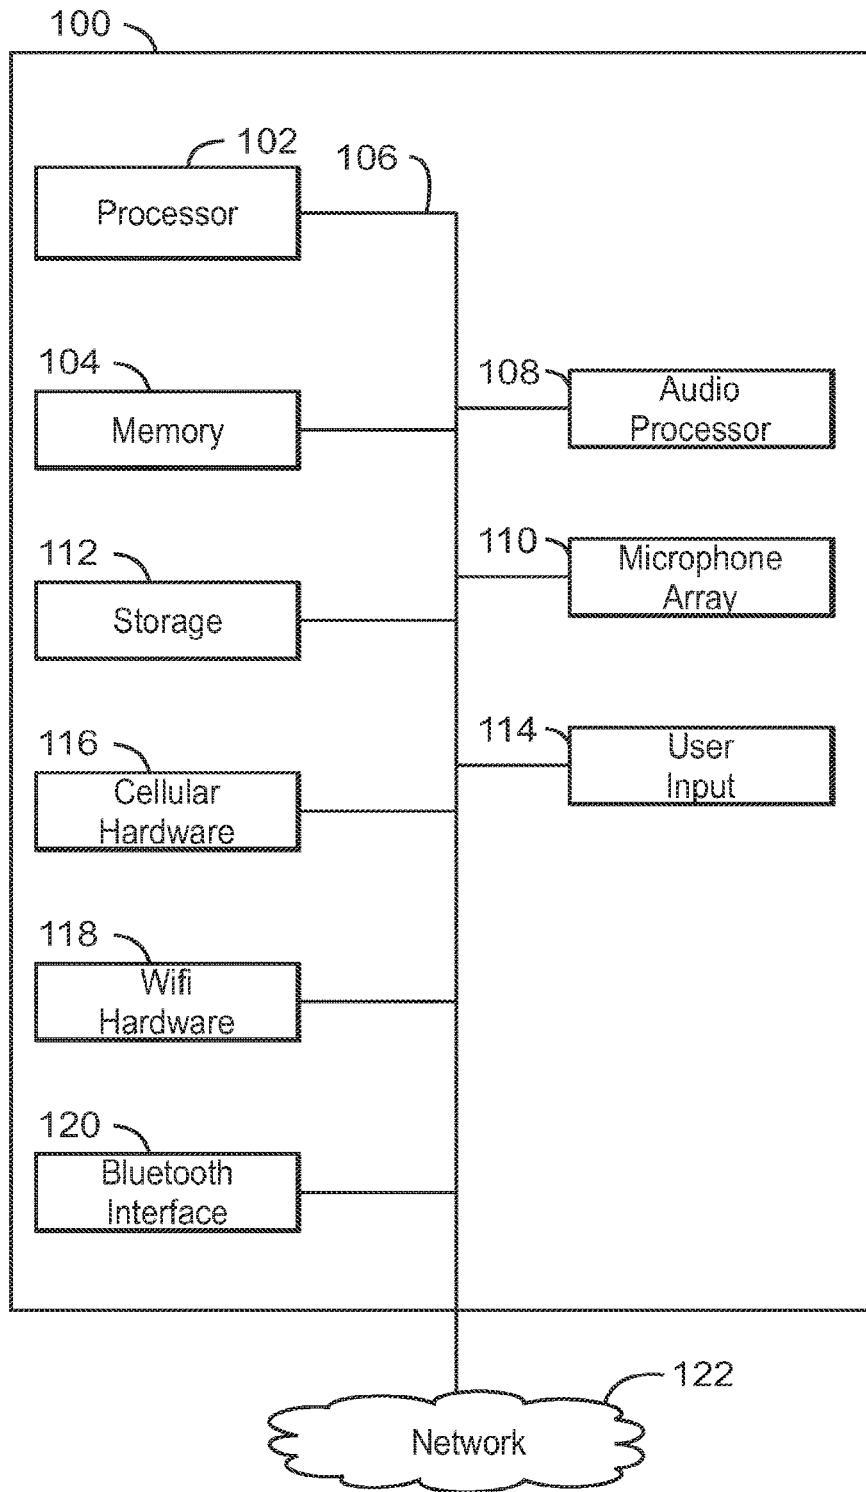 100
102
106
Processor
104
Memory
108
Audio
Processor
112
Storage
110
Microphone
Array
116
Cellular
Hardware
114
User
Input
118
Wifi
Hardware
120
Bluetooth
Interface
122
Network